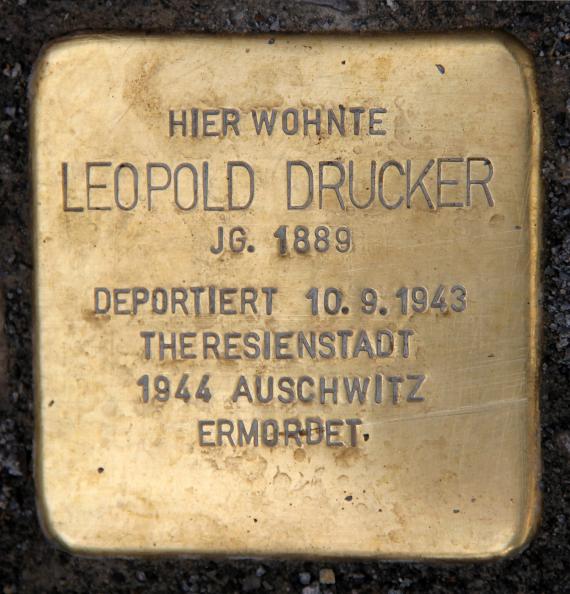 HIER WOHNTE
LEOPOLD DRUCKER
JG. 1889
DEPORTIERT 10.9.1943
THERESIENSTADT
1944 AUSCHWITZ
ERMORDET